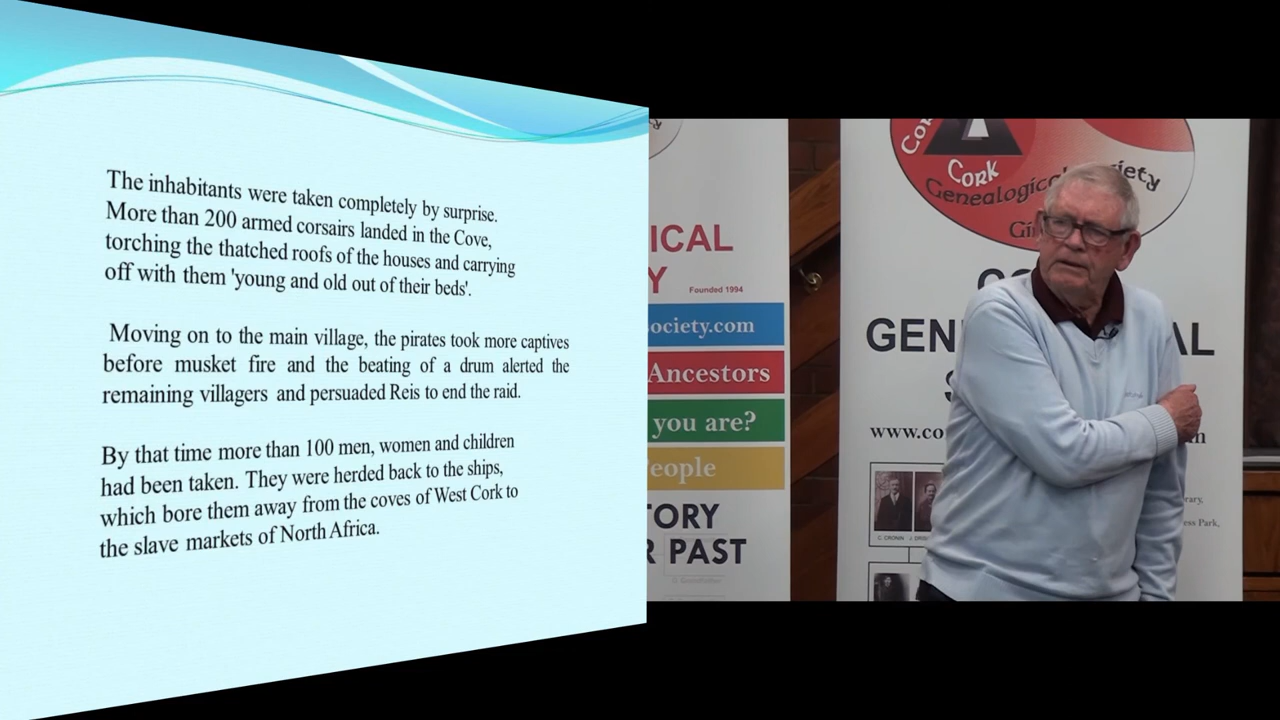 The inhabitants were taken completely by surprise.
More than 200 armed corsairs landed in the Cove,
torching the thatched roofs of the houses and carrying
off with them 'young and old out of their beds'.
Moving on to the main village, the pirates took more captives
before musket fire and the beating of a drum alerted the
remaining villagers and persuaded Reis to end the raid.
By that time more than 100 men, women and children
had been taken. They were herded back to the ships,
which bore them away from the coves of West Cork to
the slave markets of North Africa.
ICAL
Y
Founded 1994
society.com
Ancestors
you are?
People
TORY
R PAST
Cork
Genealogic iety
GEN AL
www.co
C. CRONIN
rary,
ess Park,